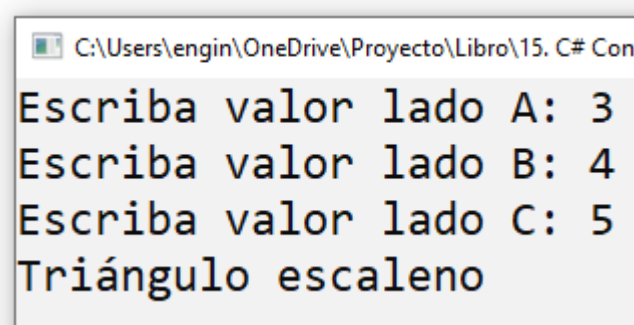 C:\Users\engin\OneDrive\Proyecto\Libro\15. C# Con
Escriba valor lado A: 3
Escriba valor lado B: 4
Escriba valor lado C: 5
Triángulo escaleno